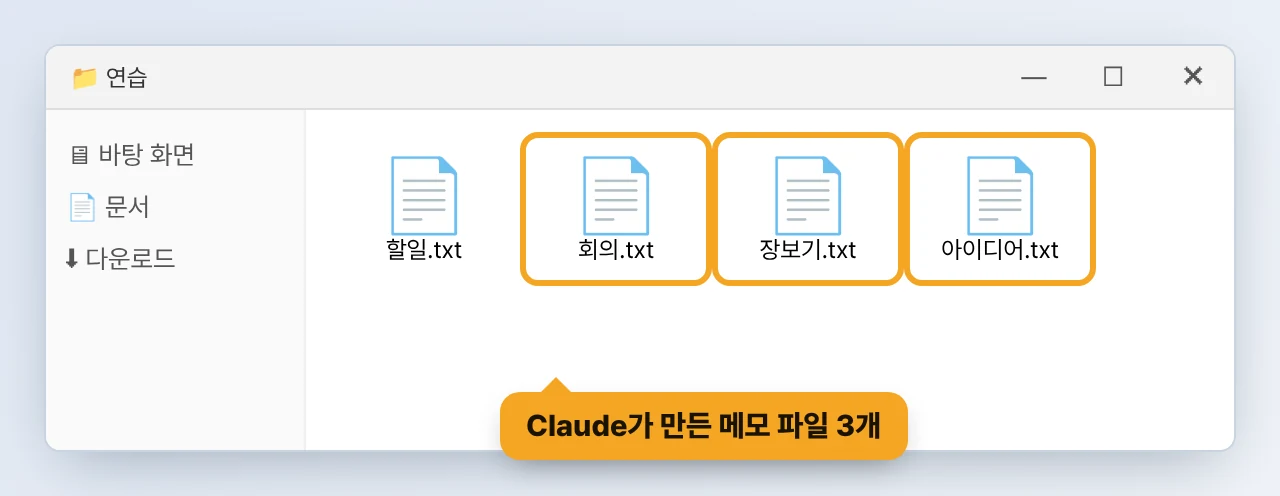 연습
바탕 화면
문서
다운로드
할일.txt
회의.txt
장보기.txt
아이디어.txt
Claude가 만든 메모 파일 3개